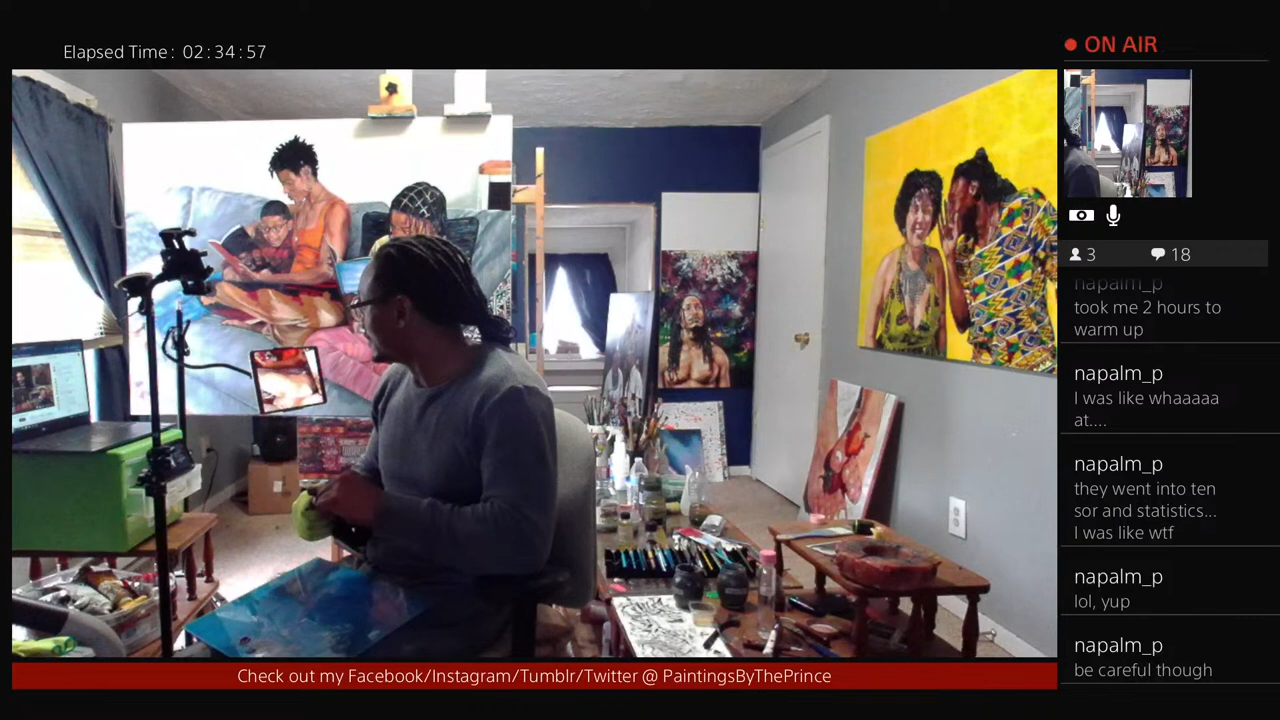 Elapsed Time: 02:34:57
ON AIR
3
18
napalm_p
took me 2 hours to
warm up
napalm_p
I was like whaaaaa
at....
napalm_p
they went into ten
sor and statistics...
I was like wtf
napalm_p
lol, yup
napalm_p
be careful though
Check out my Facebook/Instagram/Tumblr/Twitter @ PaintingsByThePrince